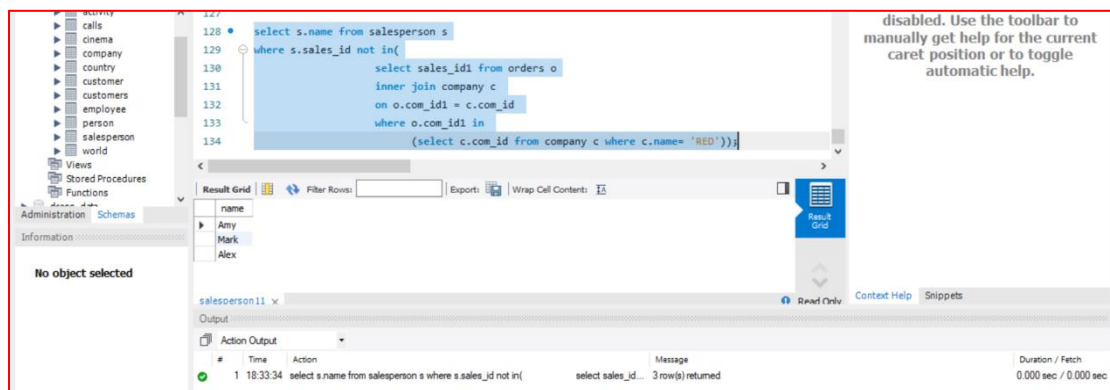 activity
calls
cinema
company
country
customer
customers
employee
person
salesperson
world
Views
Stored Procedures
Functions
Administration Schemas
Information
No object selected
127
128 select s.name from salesperson s
129 where s.sales_id not in(
130 select sales_id1 from orders o
131 inner join company c
132 on o.com_id1 = c.com_id
133 where o.com_id1 in
134 (select c.com_id from company c where c.name= 'RED'));
Result Grid Filter Rows: Export: Wrap Cell Content:
name
Amy
Mark
Alex
Result
Grid
salesperson11 Read Only
Output
Action Output
# Time Action Message Duration / Fetch
1 18:33:34 select s.name from salesperson s where s.sales_id not in( select sales_id... 3 row(s) returned 0.000 sec / 0.000 sec
disabled. Use the toolbar to
manually get help for the current
caret position or to toggle
automatic help.
Context Help Snippets